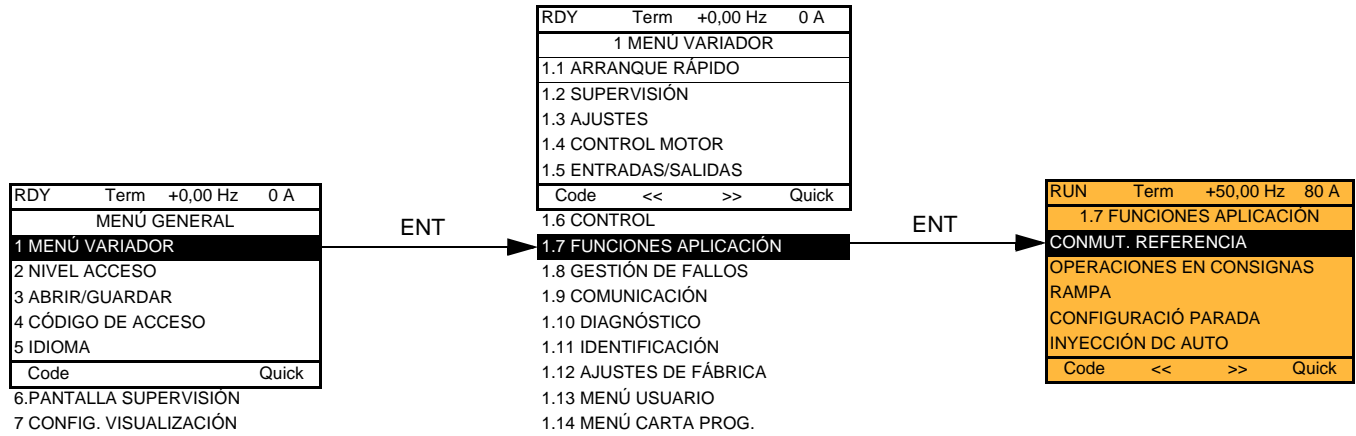 RDY Term +0,00 Hz 0 A
MENÚ GENERAL
1 MENÚ VARIADOR
2 NIVEL ACCESO
3 ABRIR/GUARDAR
4 CÓDIGO DE ACCESO
5 IDIOMA
Code Quick
6.PANTALLA SUPERVISIÓN
7 CONFIG. VISUALIZACIÓN
ENT
RDY Term +0,00 Hz 0 A
1 MENÚ VARIADOR
1.1 ARRANQUE RÁPIDO
1.2 SUPERVISIÓN
1.3 AJUSTES
1.4 CONTROL MOTOR
1.5 ENTRADAS/SALIDAS
Code << >> Quick
1.6 CONTROL
1.7 FUNCIONES APLICACIÓN
1.8 GESTIÓN DE FALLOS
1.9 COMUNICACIÓN
1.10 DIAGNÓSTICO
1.11 IDENTIFICACIÓN
1.12 AJUSTES DE FÁBRICA
1.13 MENÚ USUARIO
1.14 MENÚ CARTA PROG.
ENT
RUN Term +50,00 Hz 80 A
1.7 FUNCIONES APLICACIÓN
CONMUT. REFERENCIA
OPERACIONES EN CONSIGNAS
RAMPA
CONFIGURACIÓ PARADA
INYECCIÓN DC AUTO
Code << >> Quick